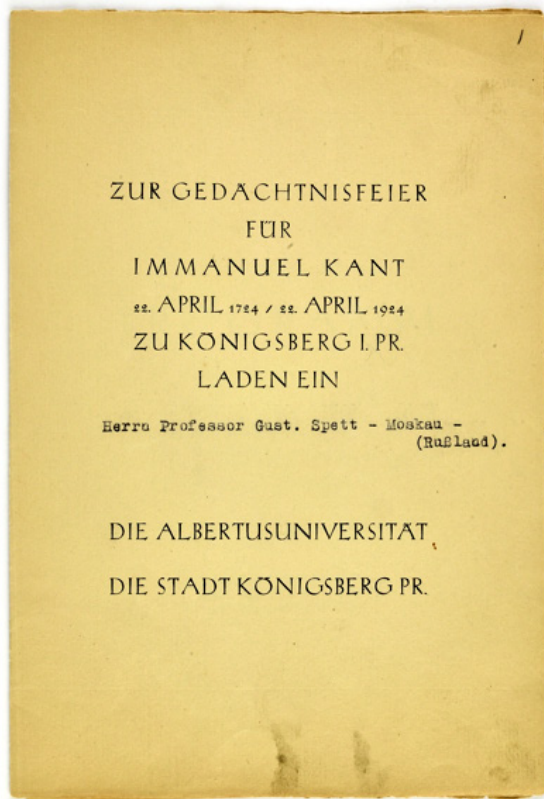 1
ZUR GEDÄCHTNISFEIER
FÜR
IMMANUEL KANT
22. APRIL 1724 / 22. APRIL 1924
ZU KÖNIGSBERG I. PR.
LADEN EIN
Herrn Professor Gust. Spett - Moskau -
(Rußland).
DIE ALBERTUSUNIVERSITÄT
DIE STADT KÖNIGSBERG PR.